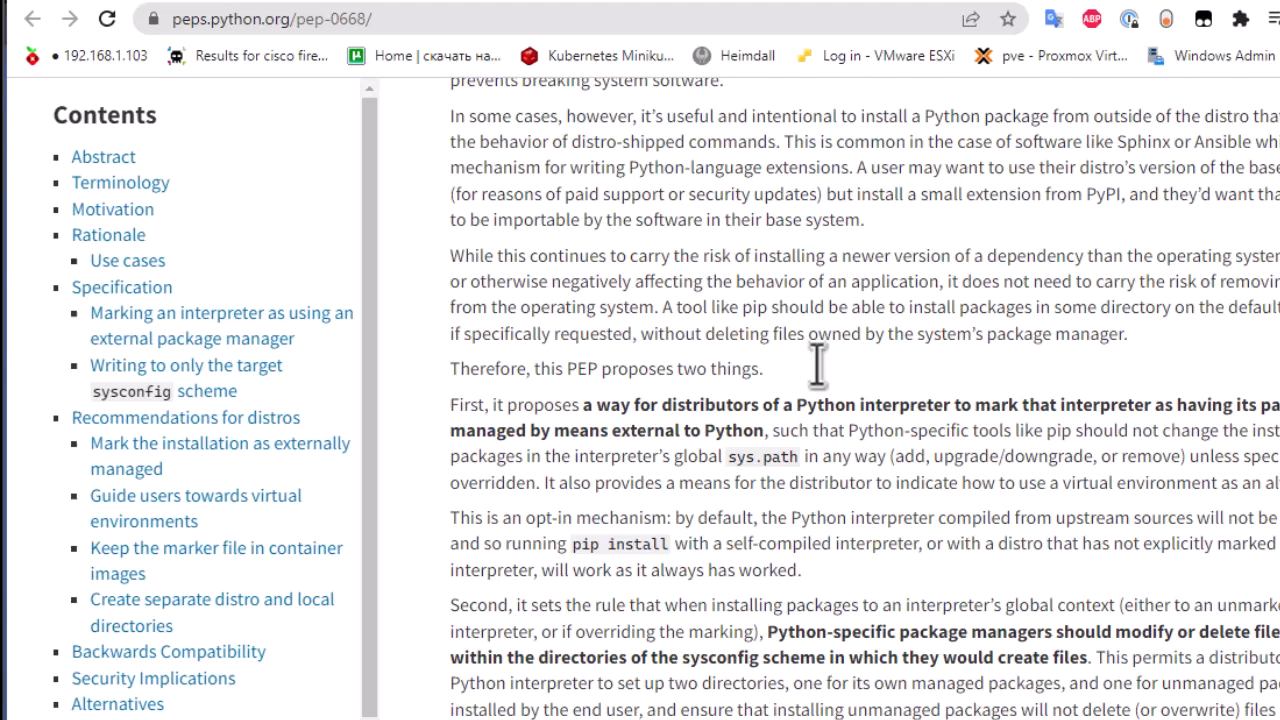 peps.python.org/pep-0668/
ABP
192.168.1.103
Results for cisco fire...
Home | скачать на...
Kubernetes Miniku...
Heimdall
Log in - VMware ESXi
pve - Proxmox Virt...
Windows Admin
Contents
Abstract
Terminology
Motivation
Rationale
Use cases
Specification
Marking an interpreter as using an
external package manager
Writing to only the target
sysconfig scheme
Recommendations for distros
Mark the installation as externally
managed
Guide users towards virtual
environments
Keep the marker file in container
images
Create separate distro and local
directories
Backwards Compatibility
Security Implications
Alternatives
prevents breaking system software.
In some cases, however, it’s useful and intentional to install a Python package from outside of the distro tha
the behavior of distro-shipped commands. This is common in the case of software like Sphinx or Ansible wh
mechanism for writing Python-language extensions. A user may want to use their distro’s version of the base
(for reasons of paid support or security updates) but install a small extension from PyPI, and they’d want tha
to be importable by the software in their base system.
While this continues to carry the risk of installing a newer version of a dependency than the operating system
or otherwise negatively affecting the behavior of an application, it does not need to carry the risk of removin
from the operating system. A tool like pip should be able to install packages in some directory on the default
if specifically requested, without deleting files owned by the system’s package manager.
Therefore, this PEP proposes two things.
First, it proposes a way for distributors of a Python interpreter to mark that interpreter as having its pa
managed by means external to Python, such that Python-specific tools like pip should not change the inst
packages in the interpreter’s global sys.path in any way (add, upgrade/downgrade, or remove) unless spec
overridden. It also provides a means for the distributor to indicate how to use a virtual environment as an al
This is an opt-in mechanism: by default, the Python interpreter compiled from upstream sources will not be
and so running pip install with a self-compiled interpreter, or with a distro that has not explicitly marked
interpreter, will work as it always has worked.
Second, it sets the rule that when installing packages to an interpreter’s global context (either to an unmarke
interpreter, or if overriding the marking), Python-specific package managers should modify or delete file
within the directories of the sysconfig scheme in which they would create files. This permits a distributo
Python interpreter to set up two directories, one for its own managed packages, and one for unmanaged pa
installed by the end user, and ensure that installing unmanaged packages will not delete (or overwrite) files